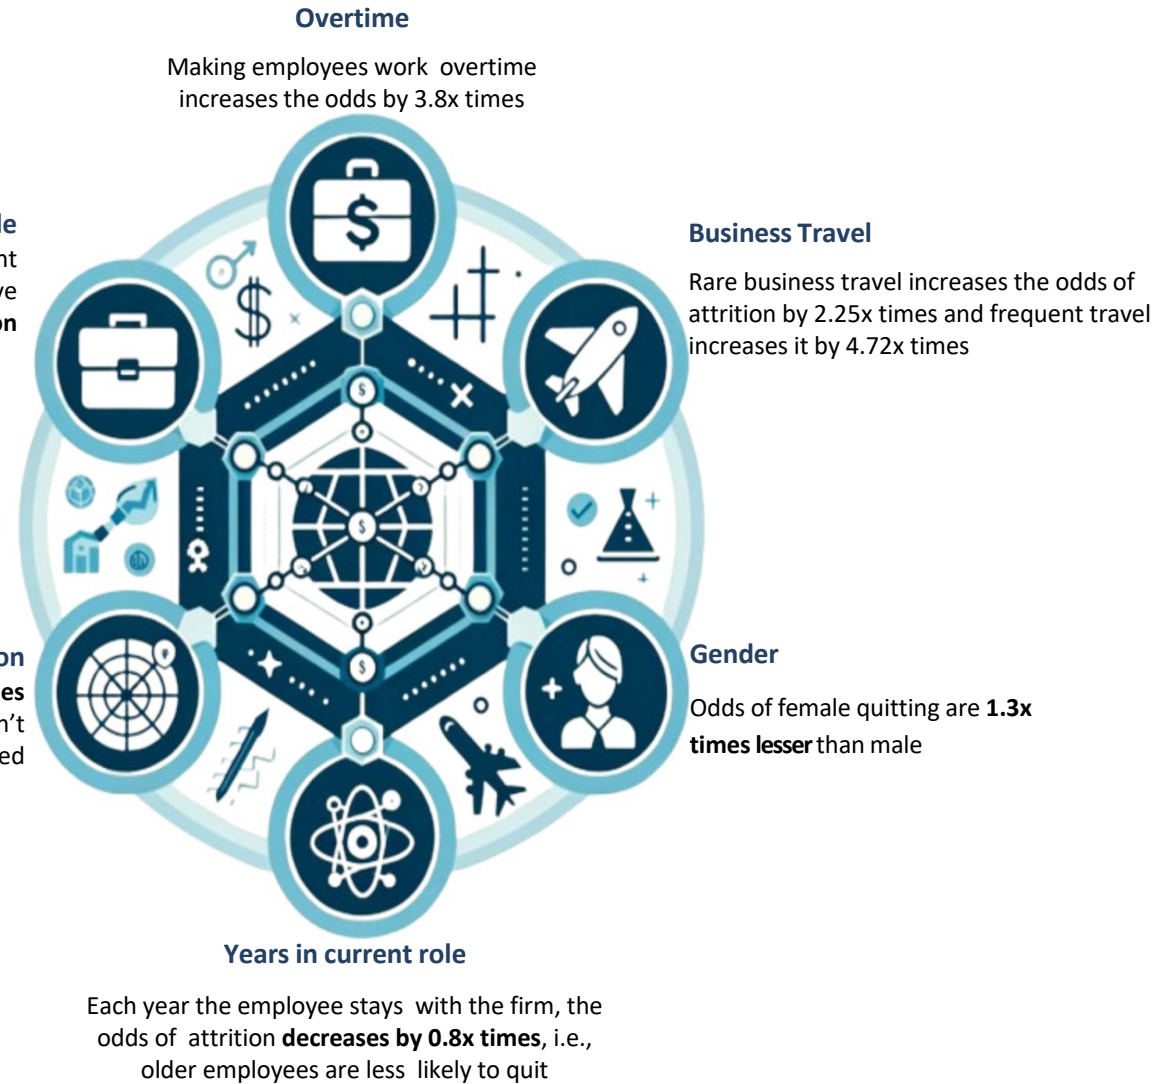 Overtime
Making employees work overtime
increases the odds by 3.8x times
Business Travel
Rare business travel increases the odds of
attrition by 2.25x times and frequent travel
increases it by 4.72x times
Gender
Odds of female quitting are 1.3x
times lesser than male
Years in current role
Each year the employee stays with the firm, the
odds of attrition decreases by 0.8x times, i.e.,
older employees are less likely to quit